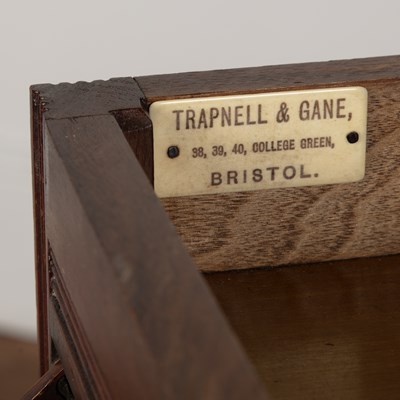 TRAPNELL & GANE,
38, 39, 40, COLLEGE GREEN,
BRISTOL.